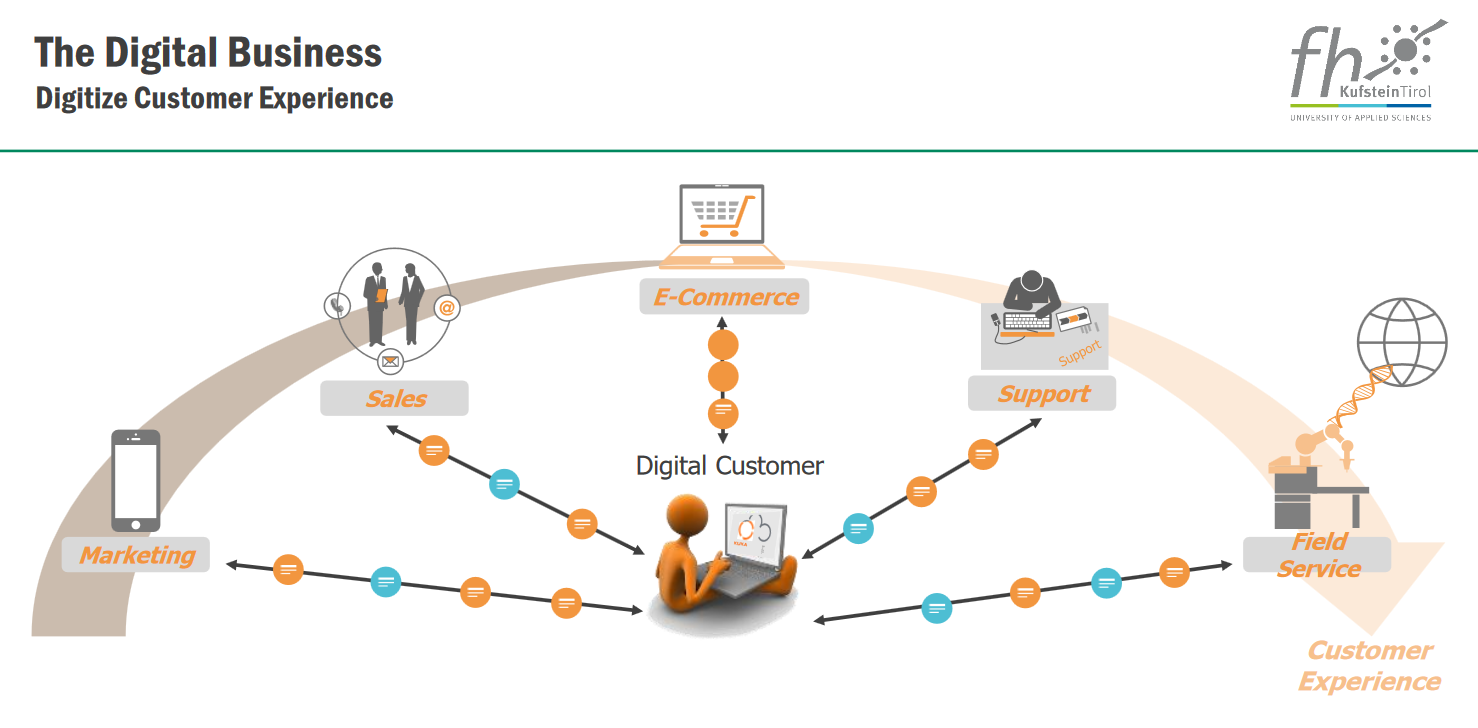 The Digital Business
Digitize Customer Experience
fh
KufsteinTirol
UNIVERSITY OF APPLIED SCIENCES
E-Commerce
@
Sales
Support
Support
Digital Customer
KUKA
Marketing
Field
Service
Customer
Experience